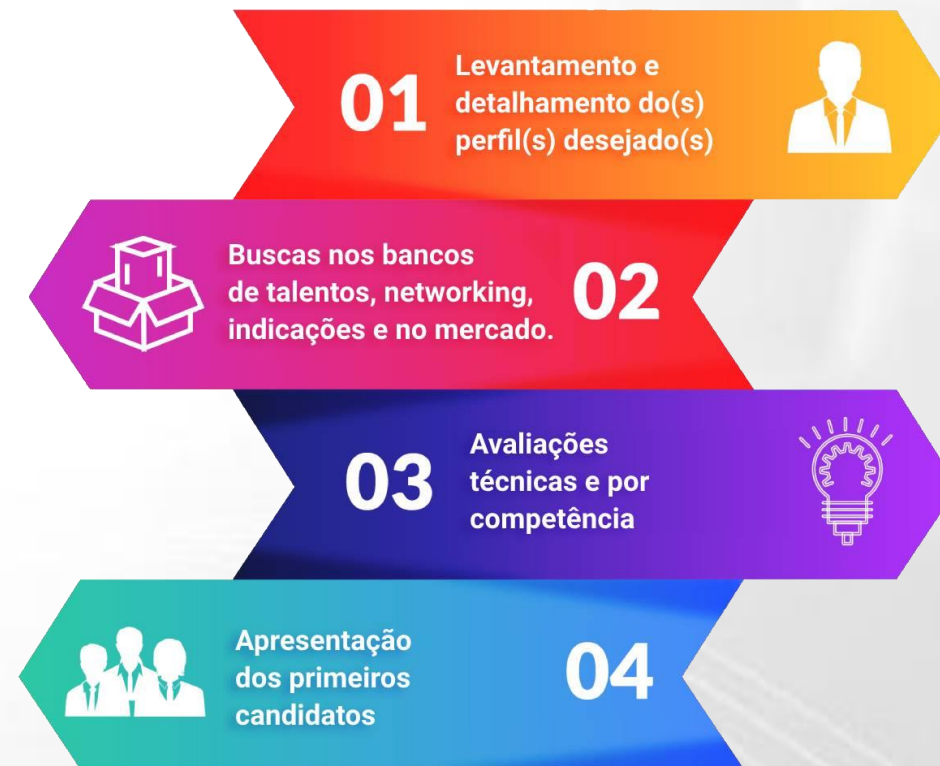 01
Levantamento e
detalhamento do(s)
perfil(s) desejado(s)
Buscas nos bancos
de talentos, networking,
indicações e no mercado.
02
03
Avaliações
técnicas e por
competência
Apresentação
dos primeiros
candidatos
04